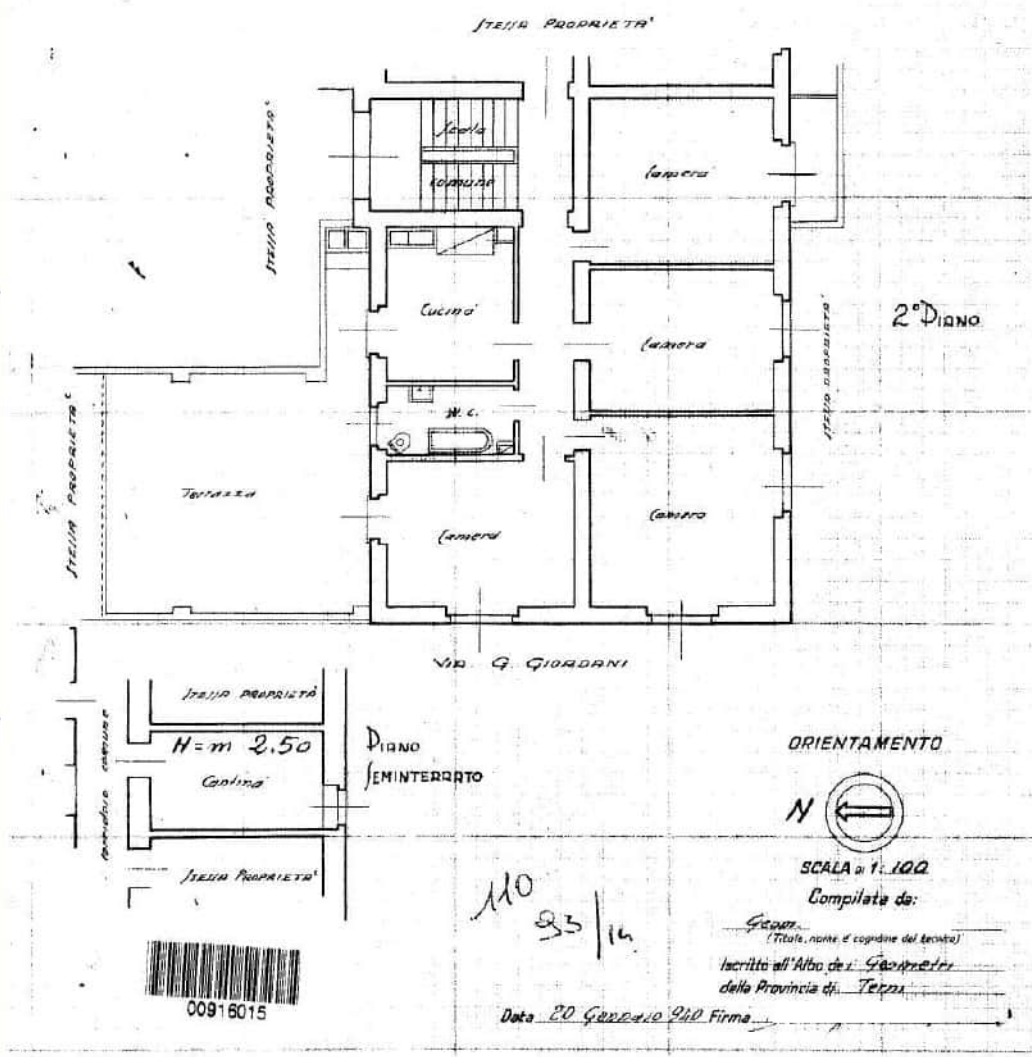 STESSA PROPRIETA'
STESSA PROPRIETA'
Scala
comune
Camera
Cucina
Camera
2° PIANO
STESSA PROPRIETA'
W.C.
STESSA PROPRIETA'
Terrazza
Camera
Camera
VIA G. GIORDANI
STESSA PROPRIETÀ
H=m 2.50
Cantina
CORRIDOIO COMUNE
PIANO
SEMINTERRATO
STESSA PROPRIETA'
ORIENTAMENTO
N
SCALA DI 1:100
Compilata da:
Geom.
(Titolo, nome e cognome del tecnico)
Iscritto all'Albo dei Geometri
della Provincia di Terni
110
93
00916015
Data 20 Gennaio 940 Firma